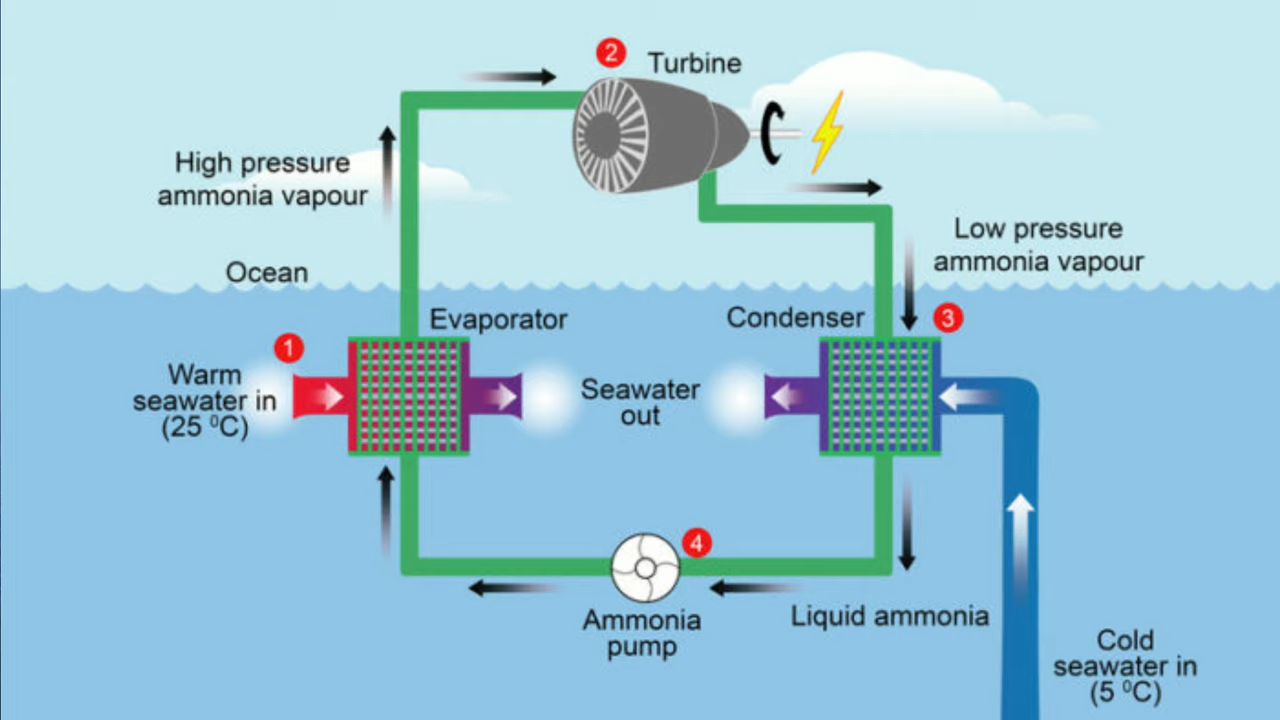 2
Turbine
High pressure
ammonia vapour
Low pressure
ammonia vapour
Ocean
Evaporator
Condenser
3
1
Warm
seawater in
(25 ⁰C)
Seawater
out
4
Ammonia
pump
Liquid ammonia
Cold
seawater in
(5 ⁰C)